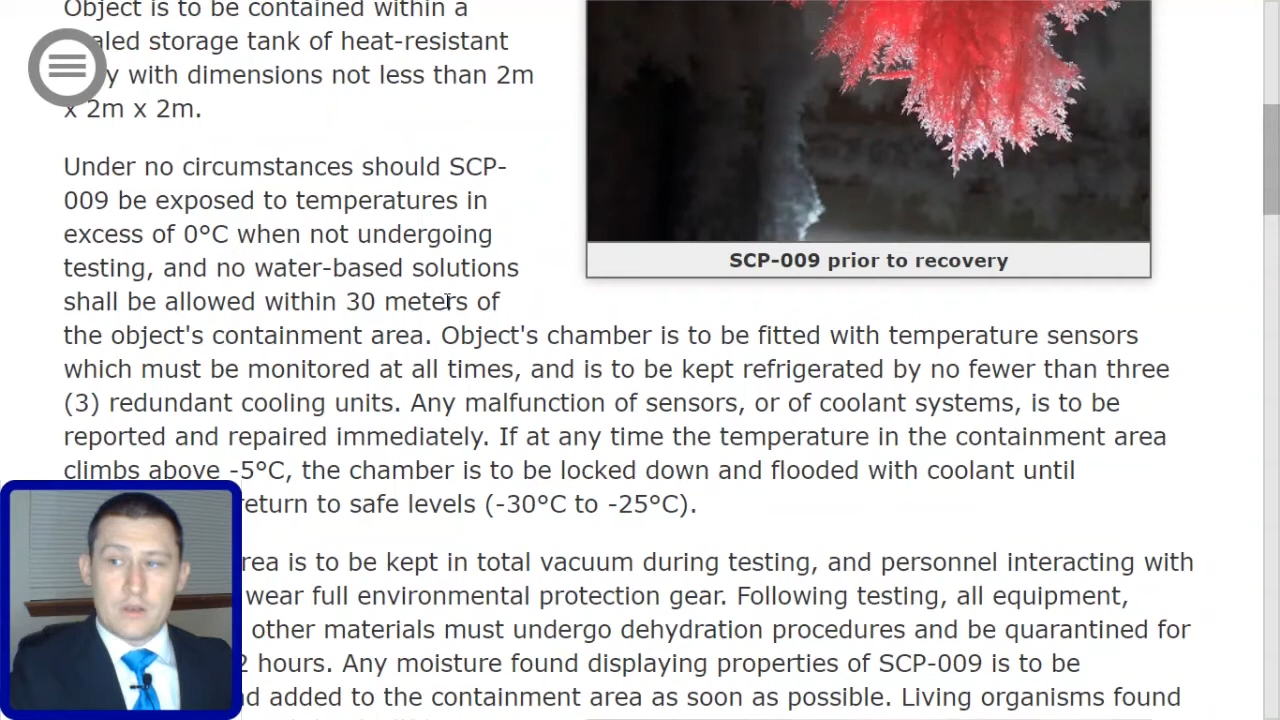 Object is to be contained within a
aled storage tank of heat-resistant
y with dimensions not less than 2m
x 2m x 2m.
Under no circumstances should SCP-
009 be exposed to temperatures in
excess of 0°C when not undergoing
testing, and no water-based solutions
shall be allowed within 30 meters of
the object's containment area. Object's chamber is to be fitted with temperature sensors
which must be monitored at all times, and is to be kept refrigerated by no fewer than three
(3) redundant cooling units. Any malfunction of sensors, or of coolant systems, is to be
reported and repaired immediately. If at any time the temperature in the containment area
climbs above -5°C, the chamber is to be locked down and flooded with coolant until
return to safe levels (-30°C to -25°C).
rea is to be kept in total vacuum during testing, and personnel interacting with
wear full environmental protection gear. Following testing, all equipment,
other materials must undergo dehydration procedures and be quarantined for
2 hours. Any moisture found displaying properties of SCP-009 is to be
d added to the containment area as soon as possible. Living organisms found
SCP-009 prior to recovery